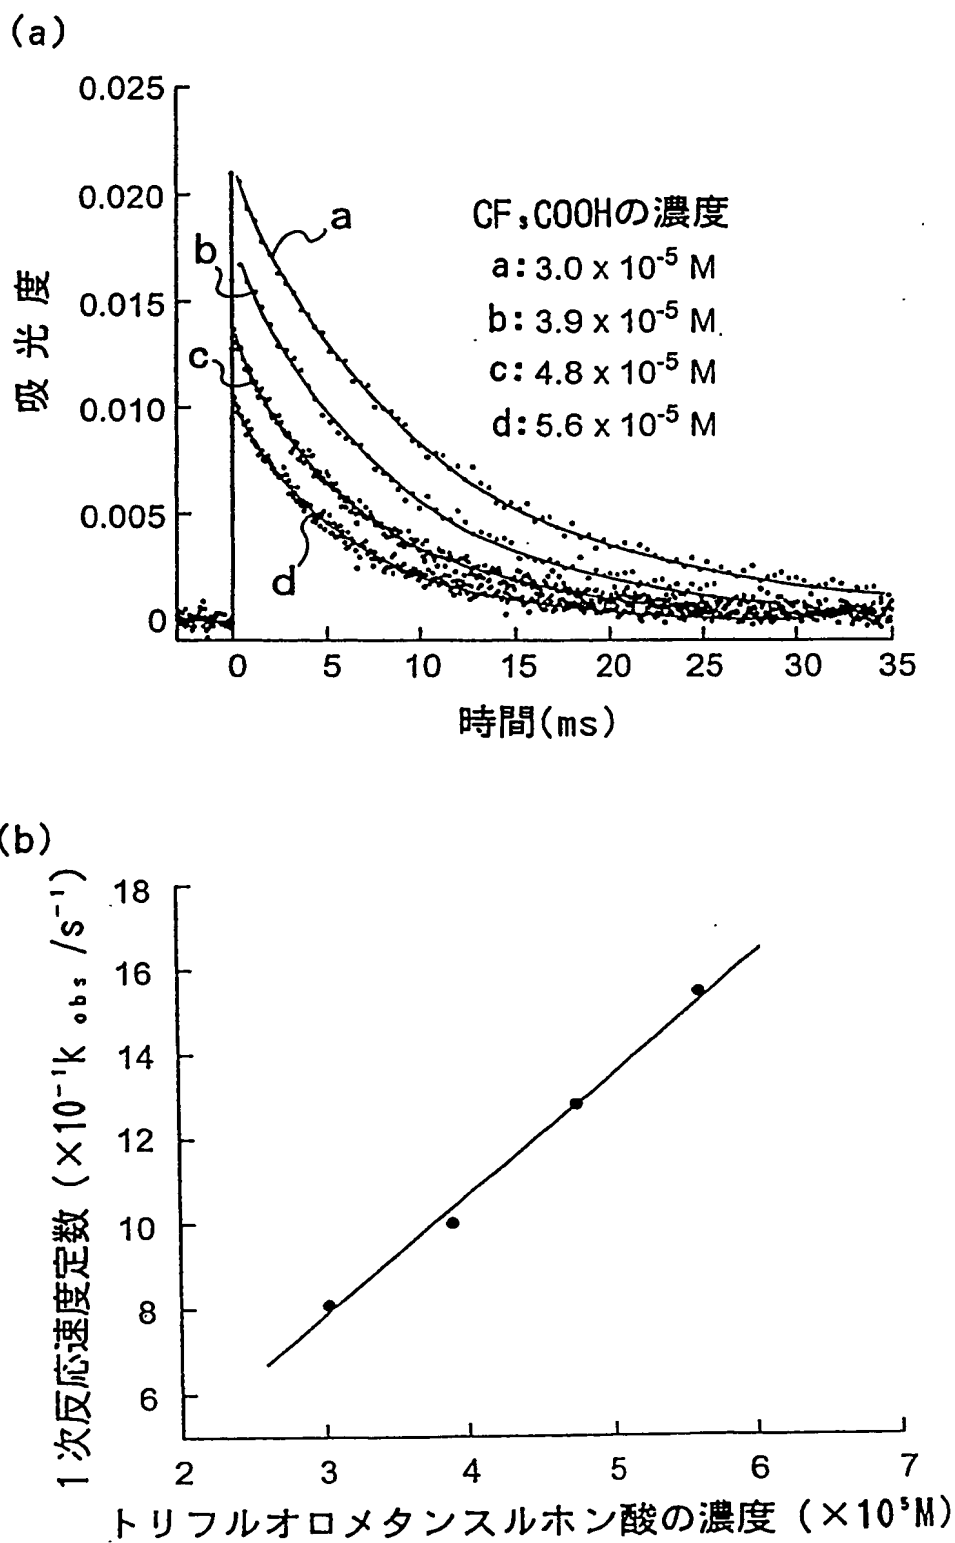 (a)
0.025
0.020
0.015
0.010
0.005
0
吸光度
a
b
c
d
CF₃COOHの濃度
a: 3.0 x 10⁻⁵ M
b: 3.9 x 10⁻⁵ M
c: 4.8 x 10⁻⁵ M
d: 5.6 x 10⁻⁵ M
0 5 10 15 20 25 30 35
時間(ms)
(b)
18
16
14
12
10
8
6
1次反応速度定数 (×10⁻¹k obs /s⁻¹)
2 3 4 5 6 7
トリフルオロメタンスルホン酸の濃度 (×10⁵M)